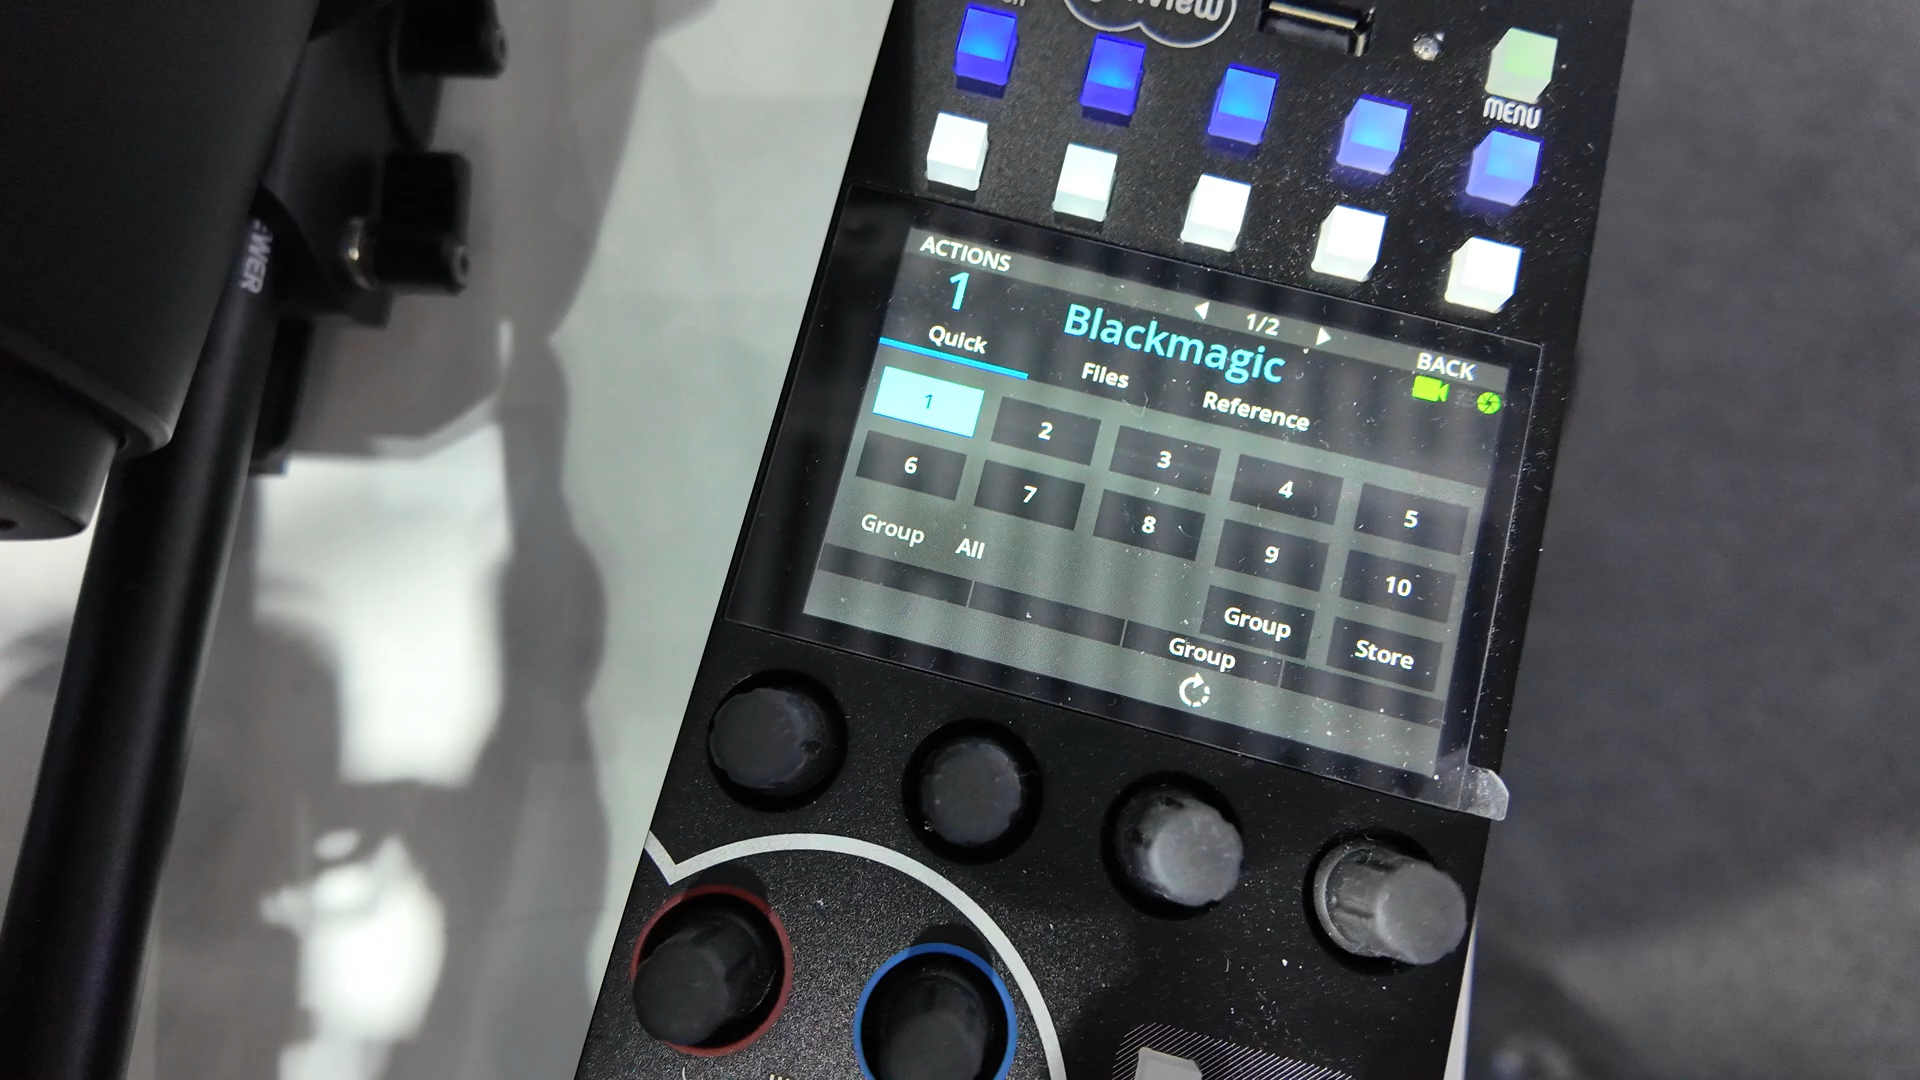 MENU
ACTIONS
1
Blackmagic
◀ 1/2 ▶
BACK
Quick
Files
Reference
1
2
3
4
5
6
7
8
9
10
Group All
Group
Store
Group